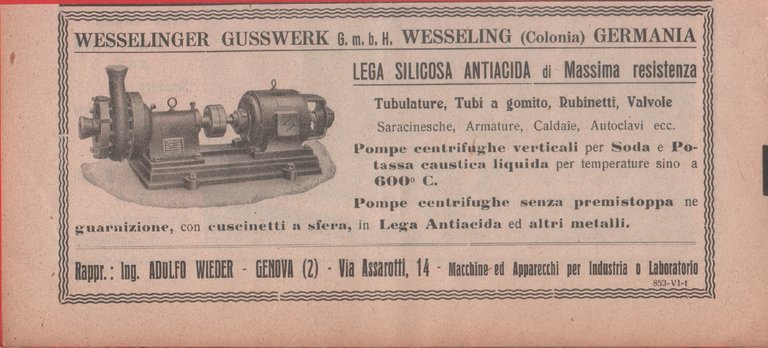 WESSELINGER GUSSWERK G. m. b. H. WESSELING (Colonia) GERMANIA
LEGA SILICOSA ANTIACIDA di Massima resistenza
Tubulature, Tubi a gomito, Rubinetti, Valvole
Saracinesche, Armature, Caldaie, Autoclavi ecc.
Pompe centrifughe verticali per Soda e Po-
tassa caustica liquida per temperature sino a
600° C.
Pompe centrifughe senza premistoppa ne
guarnizione, con cuscinetti a sfera, in Lega Antiacida ed altri metalli.
Rappr.: Ing. ADOLFO WIEDER - GENOVA (2) - Via Assarotti, 14 - Macchine ed Apparecchi per Industria o Laboratorio
853-VI-t